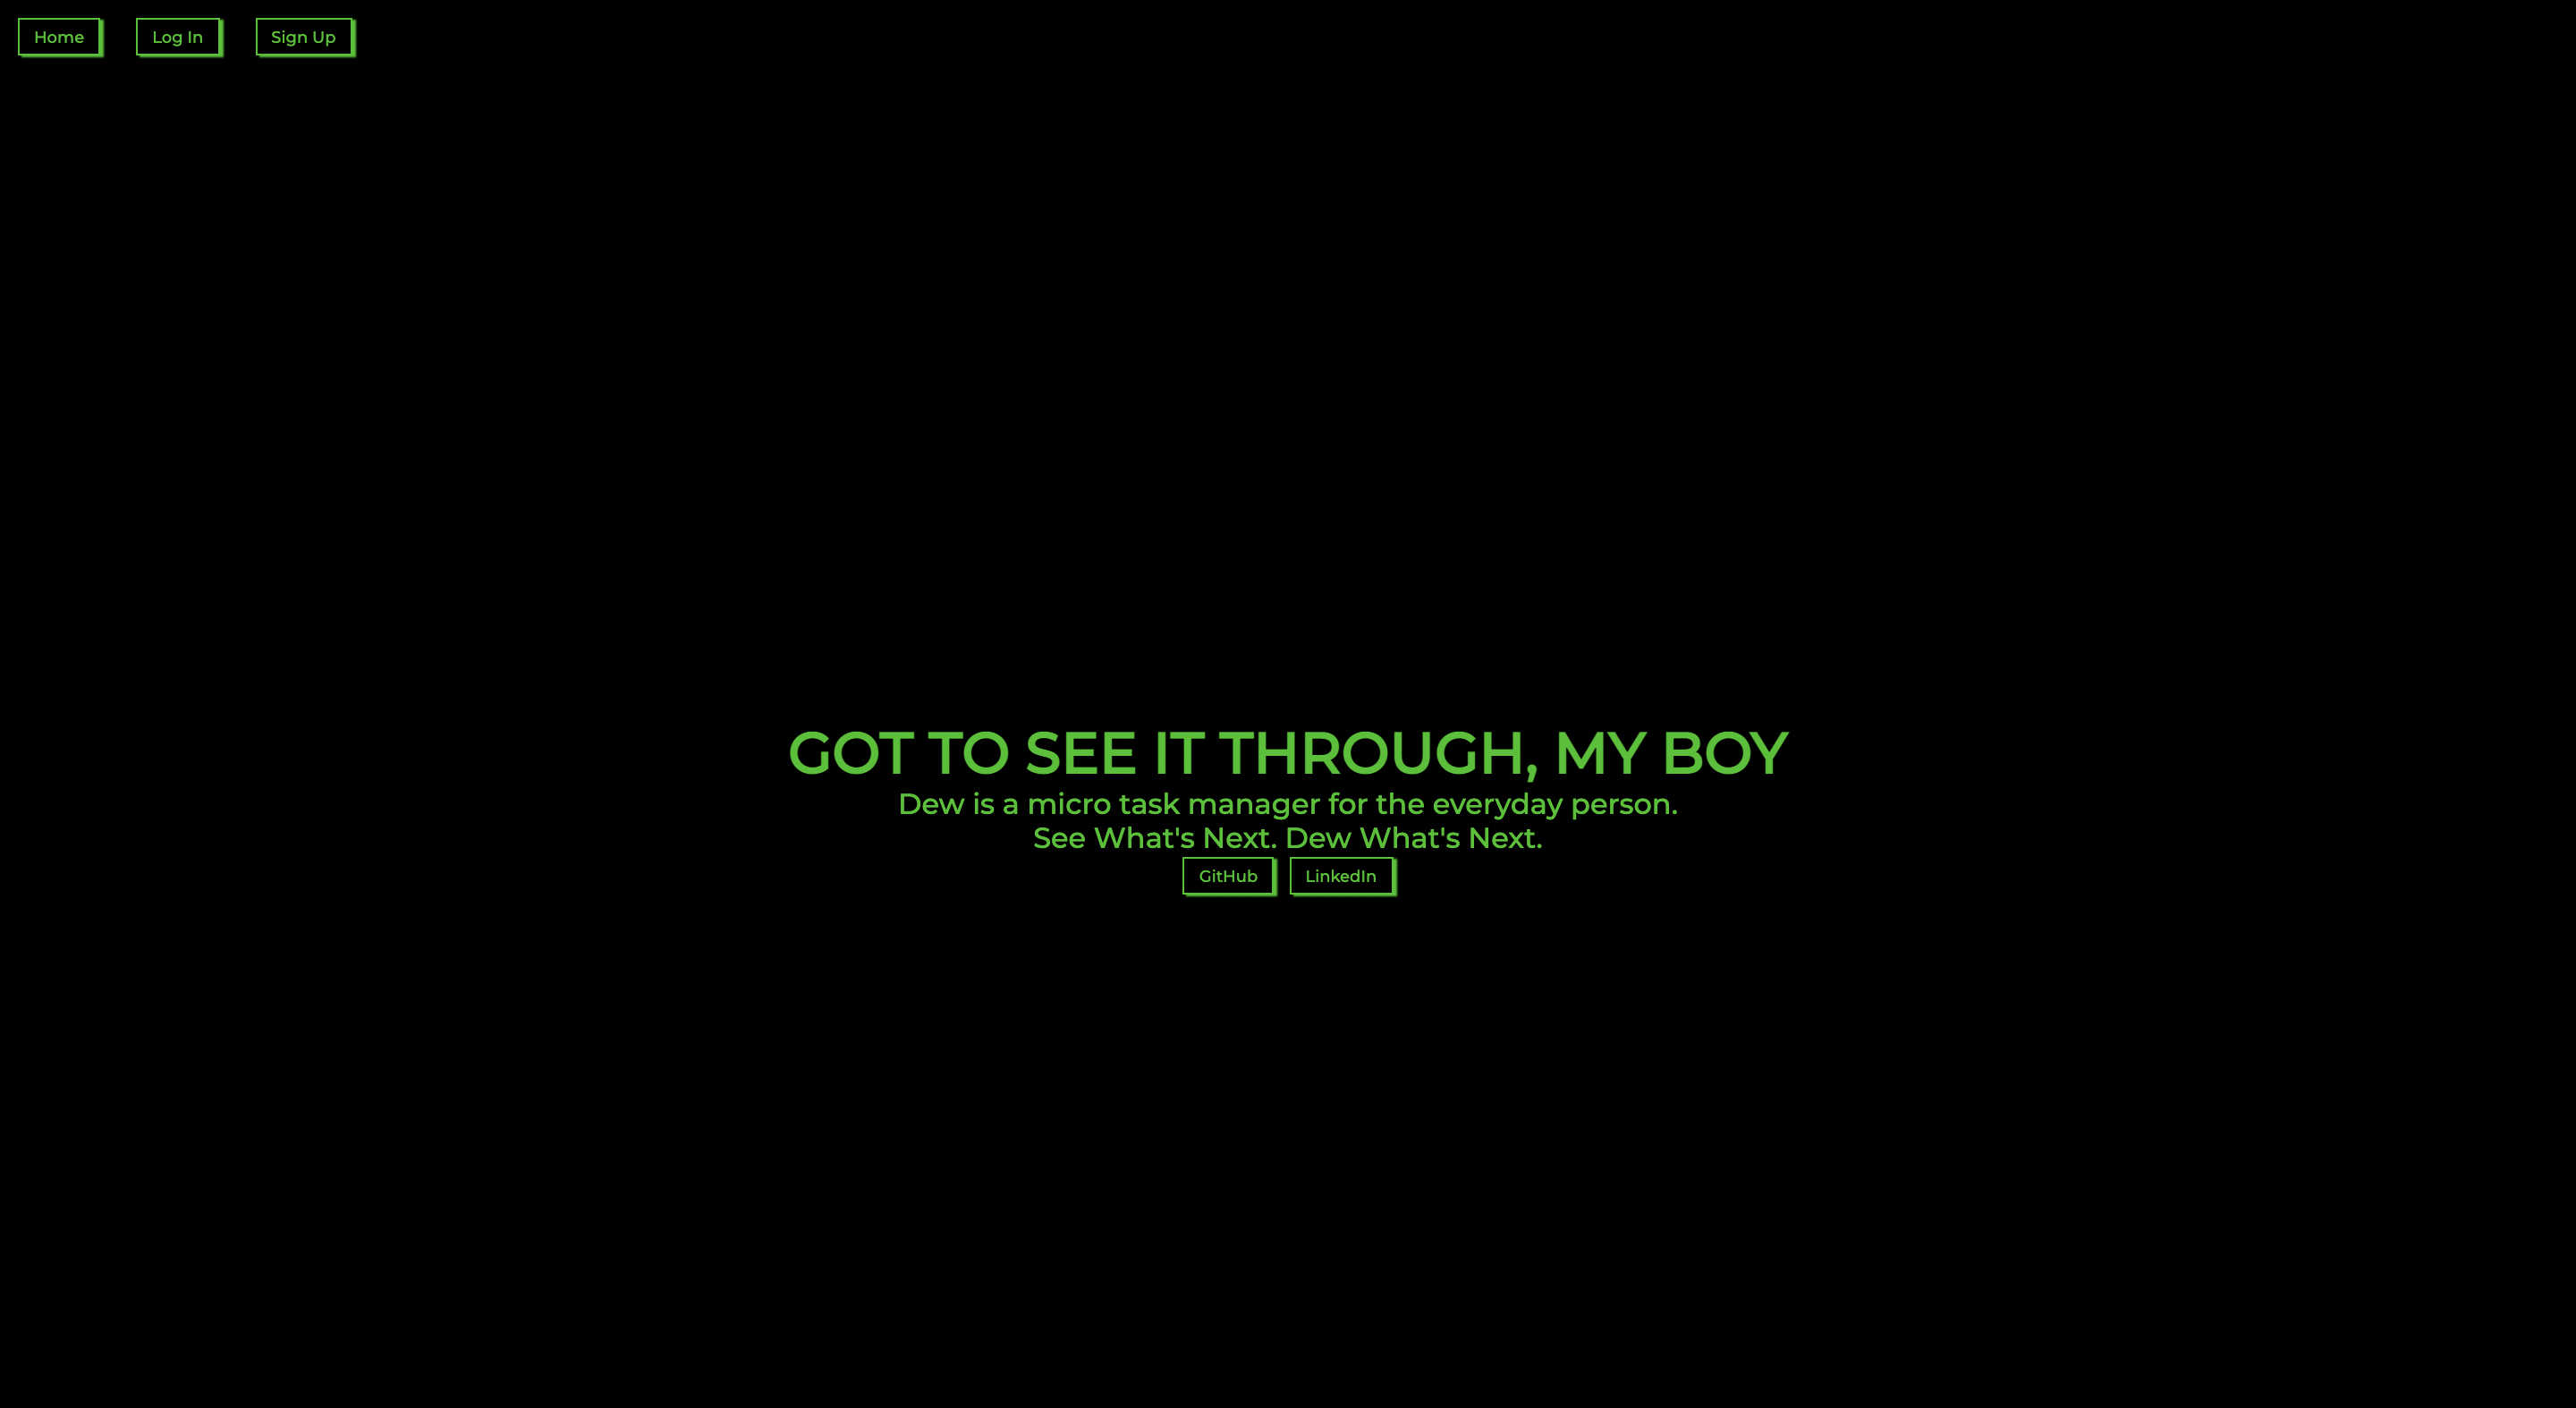 Home Log In Sign Up
GOT TO SEE IT THROUGH, MY BOY
Dew is a micro task manager for the everyday person.
See What's Next. Dew What's Next.
GitHub LinkedIn